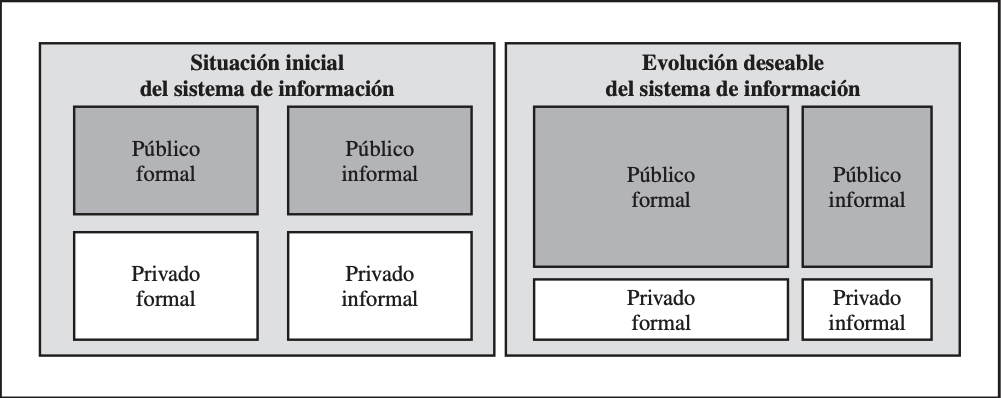 Situación inicial
del sistema de información
Público
formal
Público
informal
Privado
formal
Privado
informal
Evolución deseable
del sistema de información
Público
formal
Público
informal
Privado
formal
Privado
informal